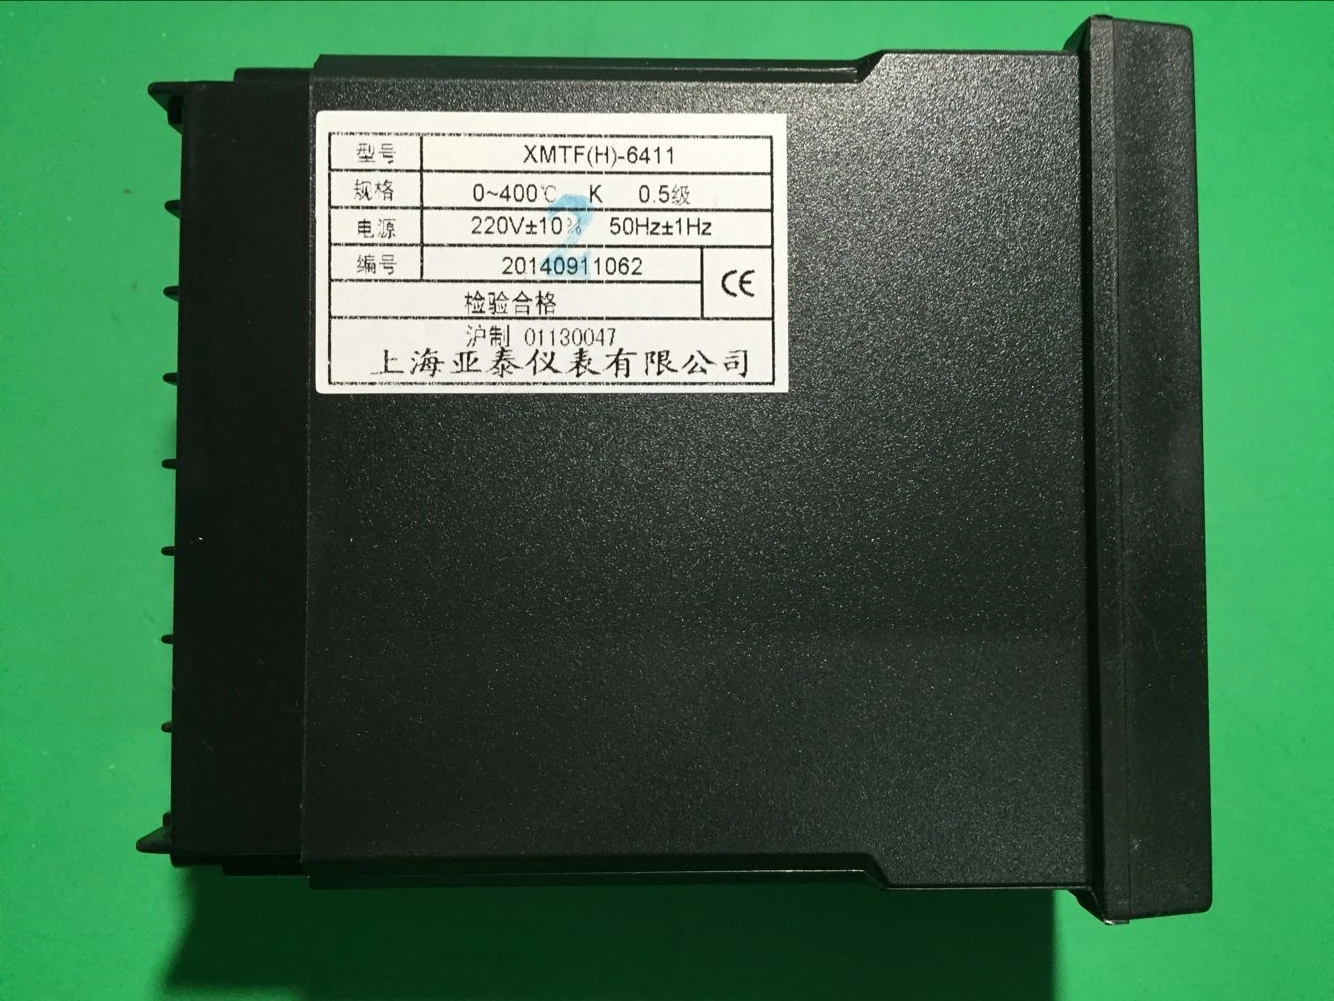 型号 XMTF(H)-6411
规格 0~400℃ K 0.5级
电源 220V±10% 50Hz±1Hz
编号 20140911062
CE
检验合格
沪制 01130047
上海亚泰仪表有限公司
2